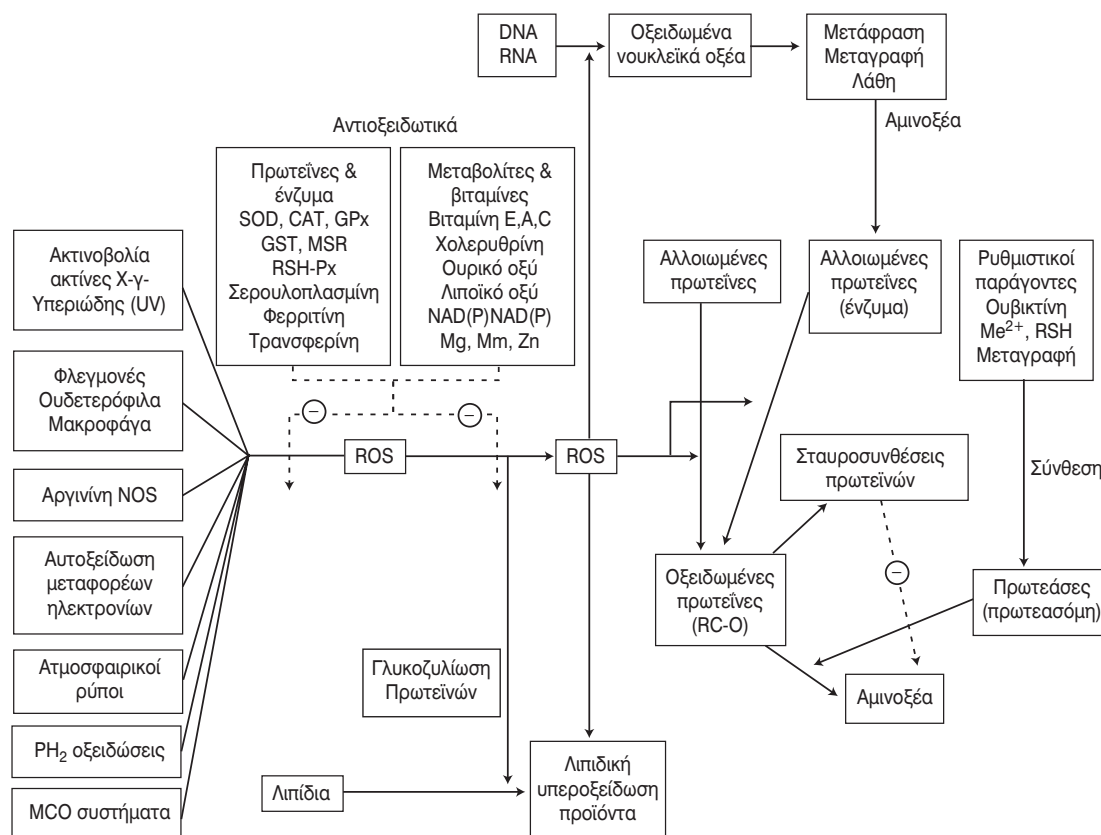 DNA
RNA
Οξειδωμένα
νουκλεϊκά οξέα
Μετάφραση
Μεταγραφή
Λάθη
Αμινοξέα
Αντιοξειδωτικά
Πρωτεΐνες &
ένζυμα
SOD, CAT, GPx
GST, MSR
RSH-Px
Σερουλοπλασμίνη
Φερριτίνη
Τρανσφερίνη
Μεταβολίτες &
βιταμίνες
Βιταμίνη E,A,C
Χολερυθρίνη
Ουρικό οξύ
Λιποϊκό οξύ
NAD(P)NAD(P)
Mg, Mm, Zn
Ακτινοβολία
ακτίνες Χ-γ-
Υπεριώδης (UV)
Φλεγμονές
Ουδετερόφιλα
Μακροφάγα
Αργινίνη NOS
Αυτοξείδωση
μεταφορέων
ηλεκτρονίων
Ατμοσφαιρικοί
ρύποι
PH₂ οξειδώσεις
MCO συστήματα
−
−
ROS
ROS
Αλλοιωμένες
πρωτεΐνες
Αλλοιωμένες
πρωτεΐνες
(ένζυμα)
Ρυθμιστικοί
παράγοντες
Ουβικτίνη
Me²⁺, RSH
Μεταγραφή
Σύνθεση
Σταυροσυνθέσεις
πρωτεϊνών
−
Οξειδωμένες
πρωτεΐνες
(RC-O)
Πρωτεάσες
(πρωτεασόμη)
Αμινοξέα
Γλυκοζυλίωση
Πρωτεϊνών
Λιπίδια
Λιπιδική
υπεροξείδωση
προϊόντα